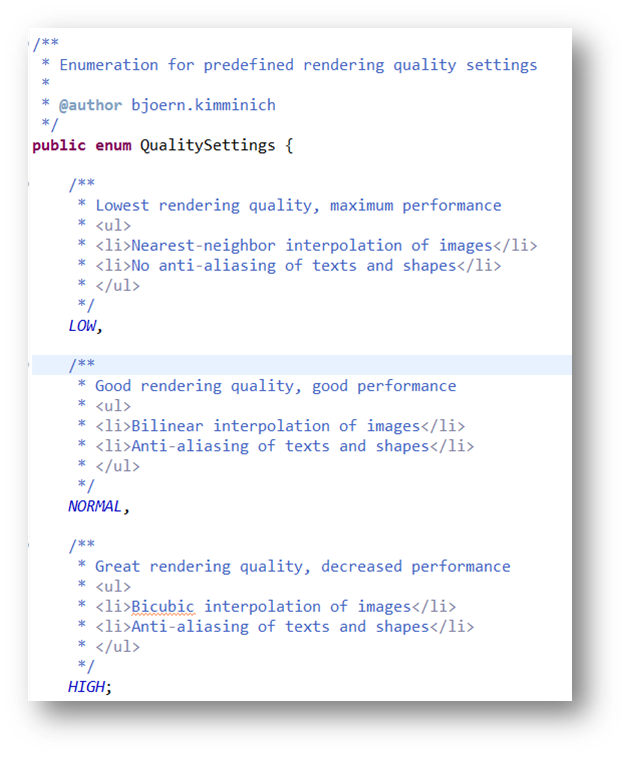 /**
 * Enumeration for predefined rendering quality settings
 *
 * @author bjoern.kimminich
 */
public enum QualitySettings {
    /**
     * Lowest rendering quality, maximum performance
     * <ul>
     * <li>Nearest-neighbor interpolation of images</li>
     * <li>No anti-aliasing of texts and shapes</li>
     * </ul>
     */
    LOW,
    /**
     * Good rendering quality, good performance
     * <ul>
     * <li>Bilinear interpolation of images</li>
     * <li>Anti-aliasing of texts and shapes</li>
     * </ul>
     */
    NORMAL,
    /**
     * Great rendering quality, decreased performance
     * <ul>
     * <li>Bicubic interpolation of images</li>
     * <li>Anti-aliasing of texts and shapes</li>
     * </ul>
     */
    HIGH;